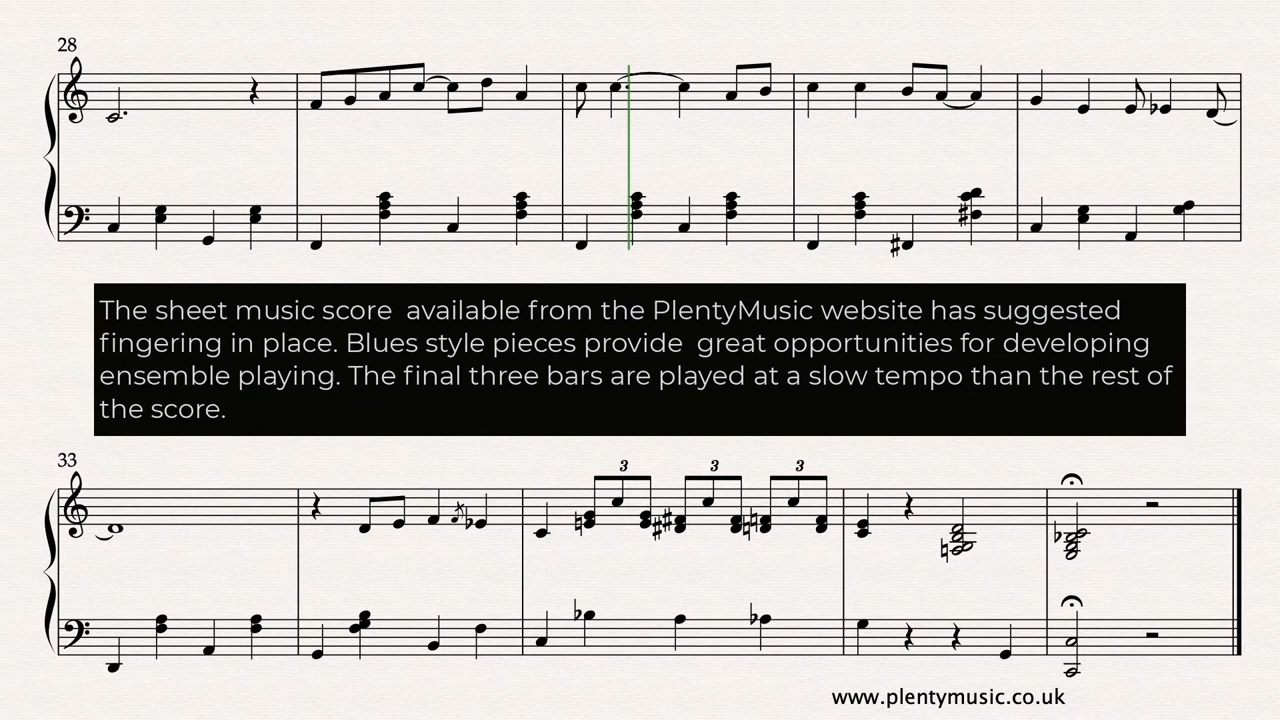 28
The sheet music score  available from the PlentyMusic website has suggested
fingering in place. Blues style pieces provide  great opportunities for developing
ensemble playing. The final three bars are played at a slow tempo than the rest of
the score.
33
3 3 3
www.plentymusic.co.uk